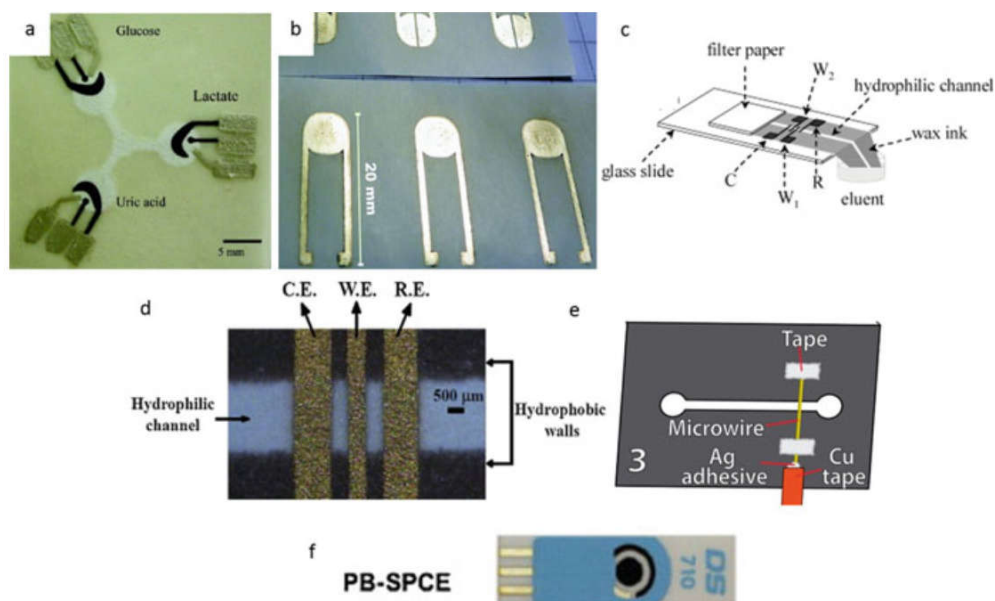 a
Glucose
Lactate
Uric acid
5 mm
b
20 mm
c
filter paper
W2
hydrophilic channel
wax ink
glass slide
C
W1
R
eluent
d
C.E.
W.E.
R.E.
Hydrophilic
channel
500 μm
Hydrophobic
walls
e
Tape
Microwire
3
Ag
adhesive
Cu
tape
f
PB-SPCE
DS
710